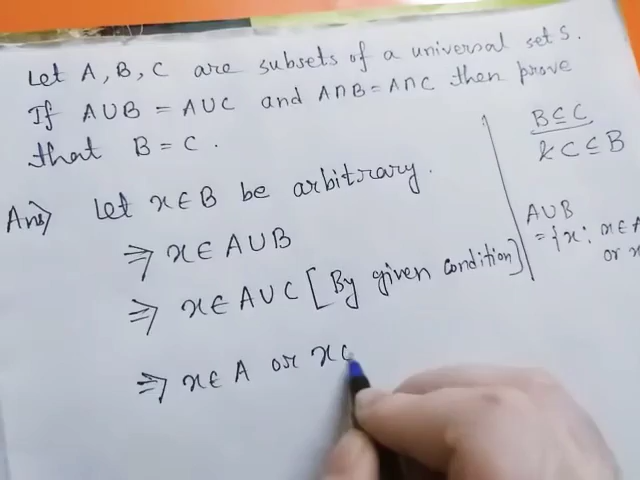 Let A, B, C are subsets of a universal set S.
If A∪B = A∪C and A∩B = A∩C then prove
that B = C.
Ans⟩ Let x∈B be arbitrary.
⇒ x∈ A∪B
⇒ x∈ A∪C [By given condition]
⇒ x∈ A or x
B⊆C
& C⊆B
A∪B
= {x: x∈A
or x